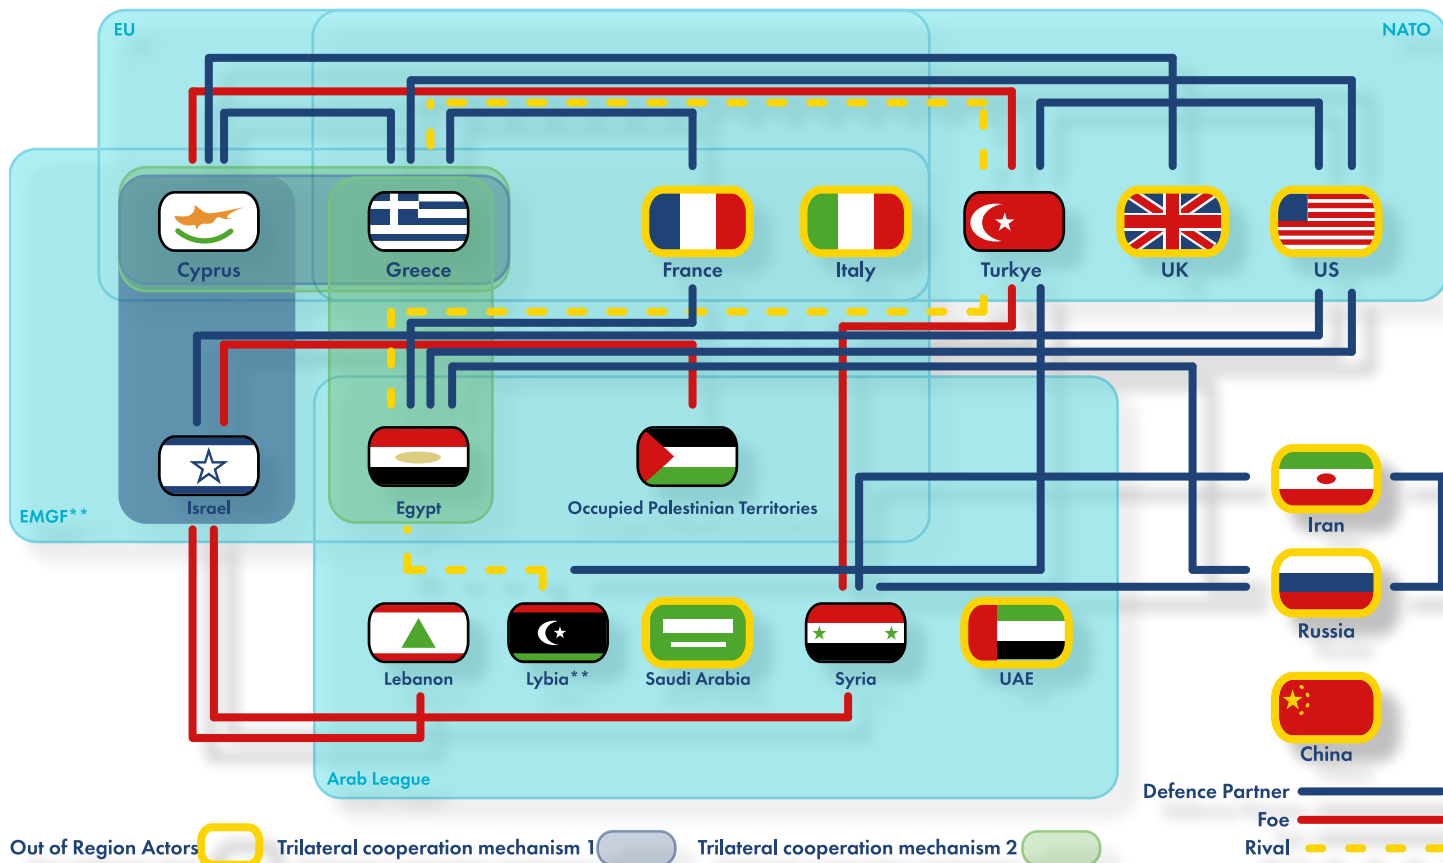 EU
NATO
Cyprus
Greece
France
Italy
Turkye
UK
US
Israel
Egypt
Occupied Palestinian Territories
EMGF**
Iran
Russia
Lebanon
Lybia**
Saudi Arabia
Syria
UAE
China
Arab League
Defence Partner
Foe
Rival
Out of Region Actors
Trilateral cooperation mechanism 1
Trilateral cooperation mechanism 2